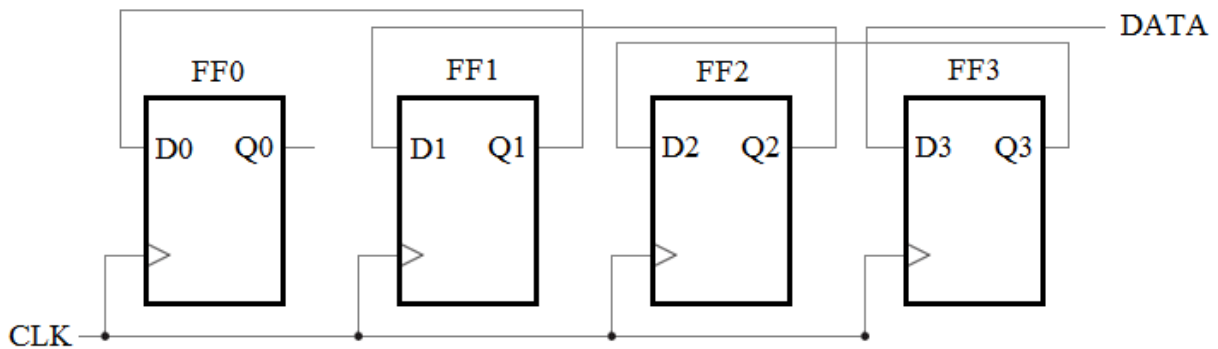 DATA
FF0 FF1 FF2 FF3
D0 Q0 D1 Q1 D2 Q2 D3 Q3
CLK